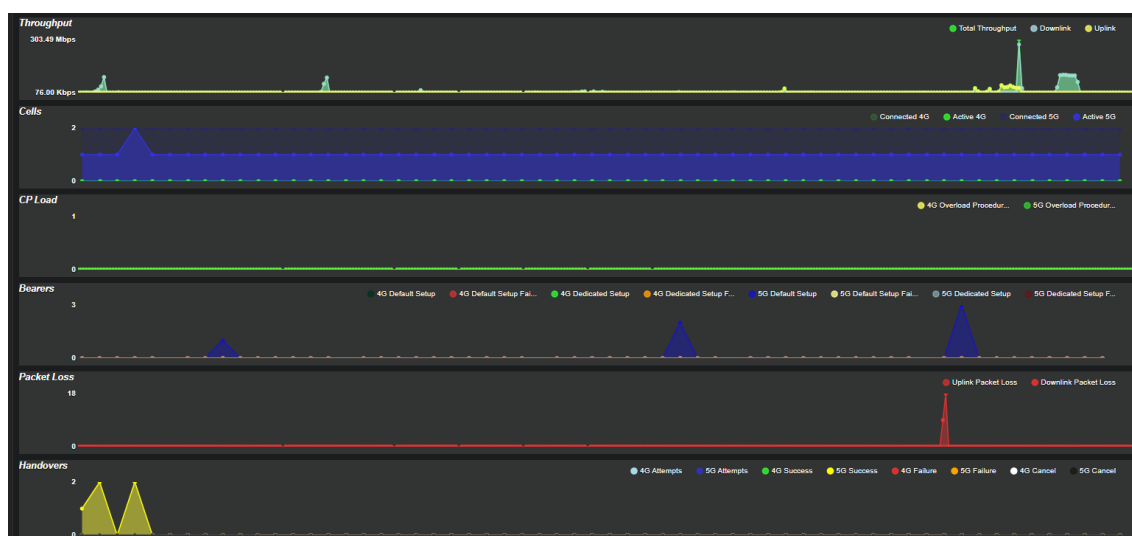 Throughput
Total Throughput Downlink Uplink
303.49 Mbps
76.00 Kbps
Cells
Connected 4G Active 4G Connected 5G Active 5G
2
0
CP Load
4G Overload Procedur... 5G Overload Procedur...
1
0
Bearers
4G Default Setup 4G Default Setup Fai... 4G Dedicated Setup 4G Dedicated Setup F... 5G Default Setup 5G Default Setup Fai... 5G Dedicated Setup 5G Dedicated Setup F...
3
0
Packet Loss
Uplink Packet Loss Downlink Packet Loss
18
0
Handovers
4G Attempts 5G Attempts 4G Success 5G Success 4G Failure 5G Failure 4G Cancel 5G Cancel
2
0